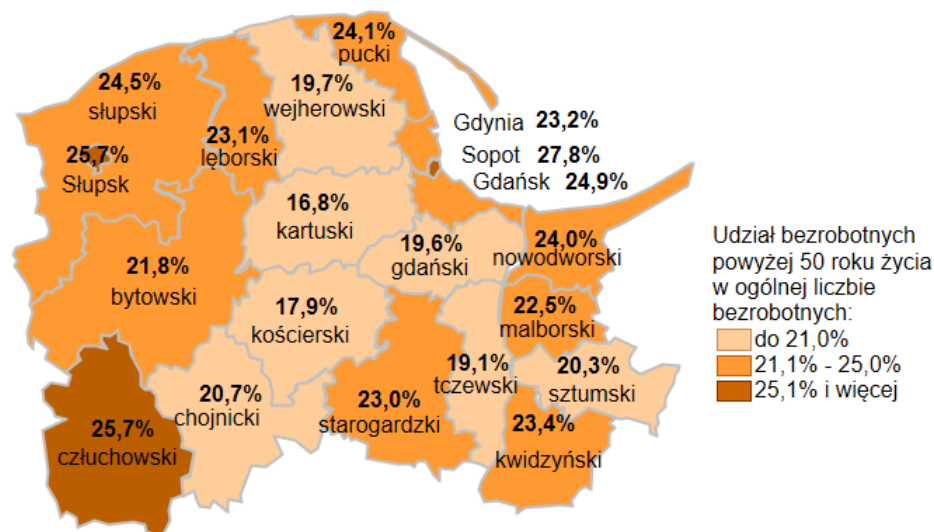 24,1%
pucki
24,5%
słupski
19,7%
wejherowski
Gdynia 23,2%
23,1%
lęborski
25,7%
Słupsk
Sopot 27,8%
Gdańsk 24,9%
16,8%
kartuski
19,6%
gdański
24,0%
nowodworski
21,8%
bytowski
17,9%
kościerski
22,5%
malborski
19,1%
tczewski
20,3%
sztumski
20,7%
chojnicki
23,0%
starogardzki
25,7%
człuchowski
23,4%
kwidzyński
Udział bezrobotnych
powyżej 50 roku życia
w ogólnej liczbie
bezrobotnych:
do 21,0%
21,1% - 25,0%
25,1% i więcej